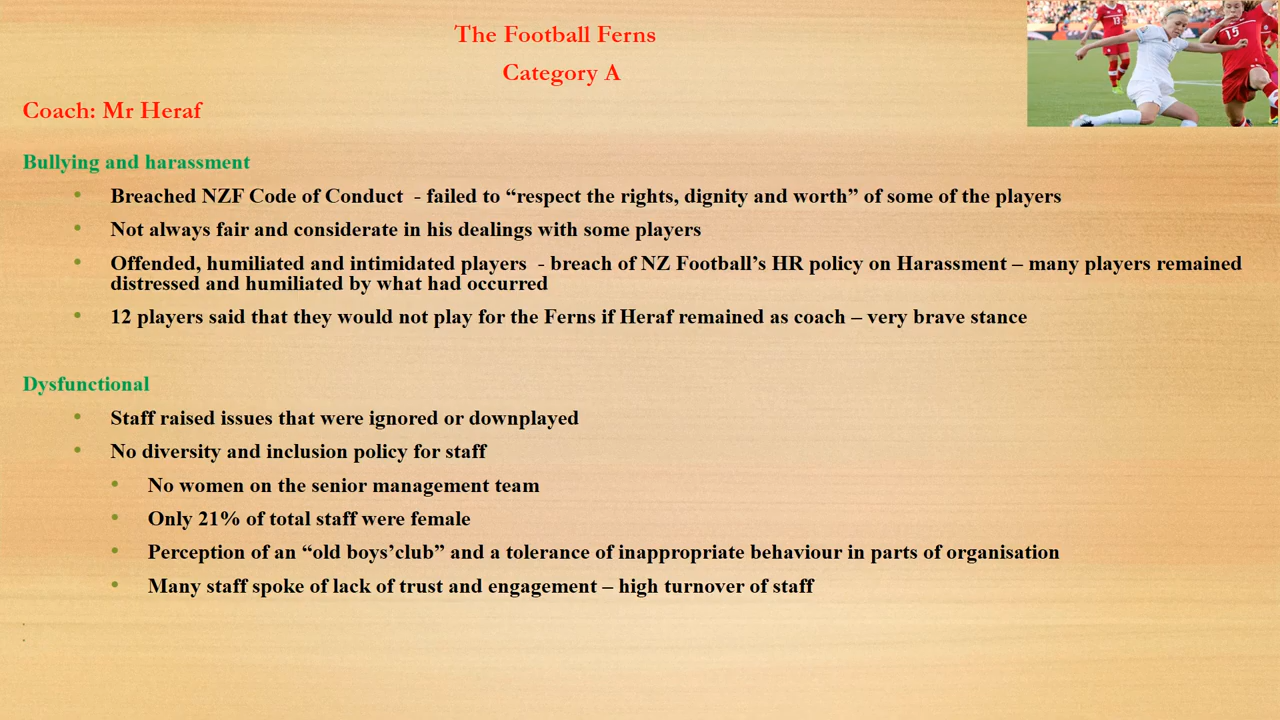 The Football Ferns
Category A
Coach: Mr Heraf
13
15
Bullying and harassment
• Breached NZF Code of Conduct  - failed to “respect the rights, dignity and worth” of some of the players
• Not always fair and considerate in his dealings with some players
• Offended, humiliated and intimidated players  - breach of NZ Football’s HR policy on Harassment – many players remained
distressed and humiliated by what had occurred
• 12 players said that they would not play for the Ferns if Heraf remained as coach – very brave stance
Dysfunctional
• Staff raised issues that were ignored or downplayed
• No diversity and inclusion policy for staff
• No women on the senior management team
• Only 21% of total staff were female
• Perception of an “old boys’club” and a tolerance of inappropriate behaviour in parts of organisation
• Many staff spoke of lack of trust and engagement – high turnover of staff